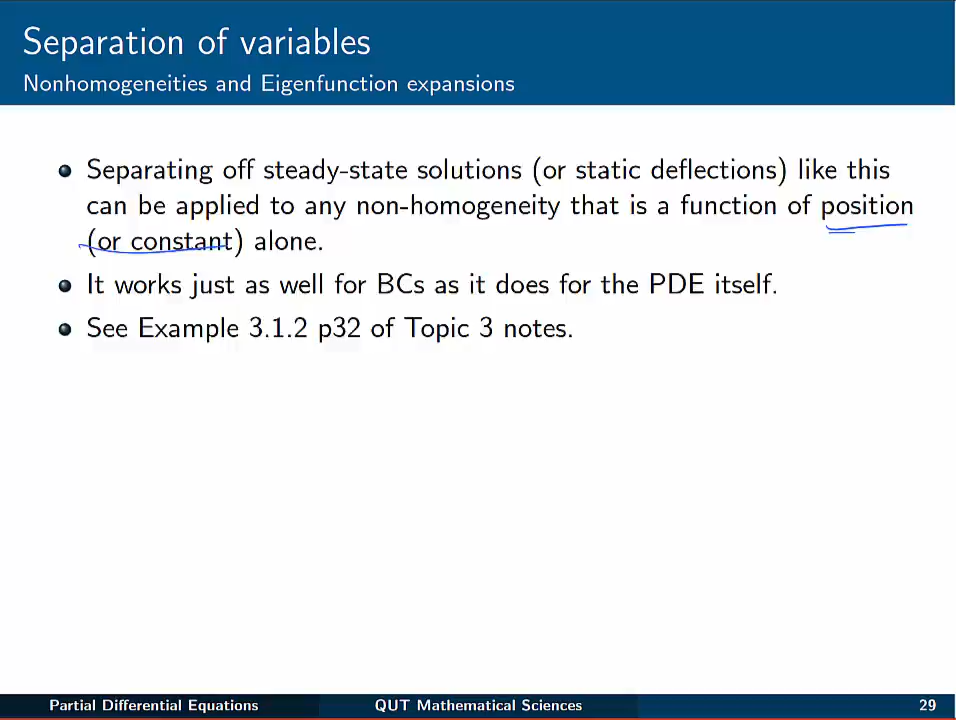 Separation of variables
Nonhomogeneities and Eigenfunction expansions
Separating off steady-state solutions (or static deflections) like this
can be applied to any non-homogeneity that is a function of position
(or constant) alone.
It works just as well for BCs as it does for the PDE itself.
See Example 3.1.2 p32 of Topic 3 notes.
Partial Differential Equations QUT Mathematical Sciences 29